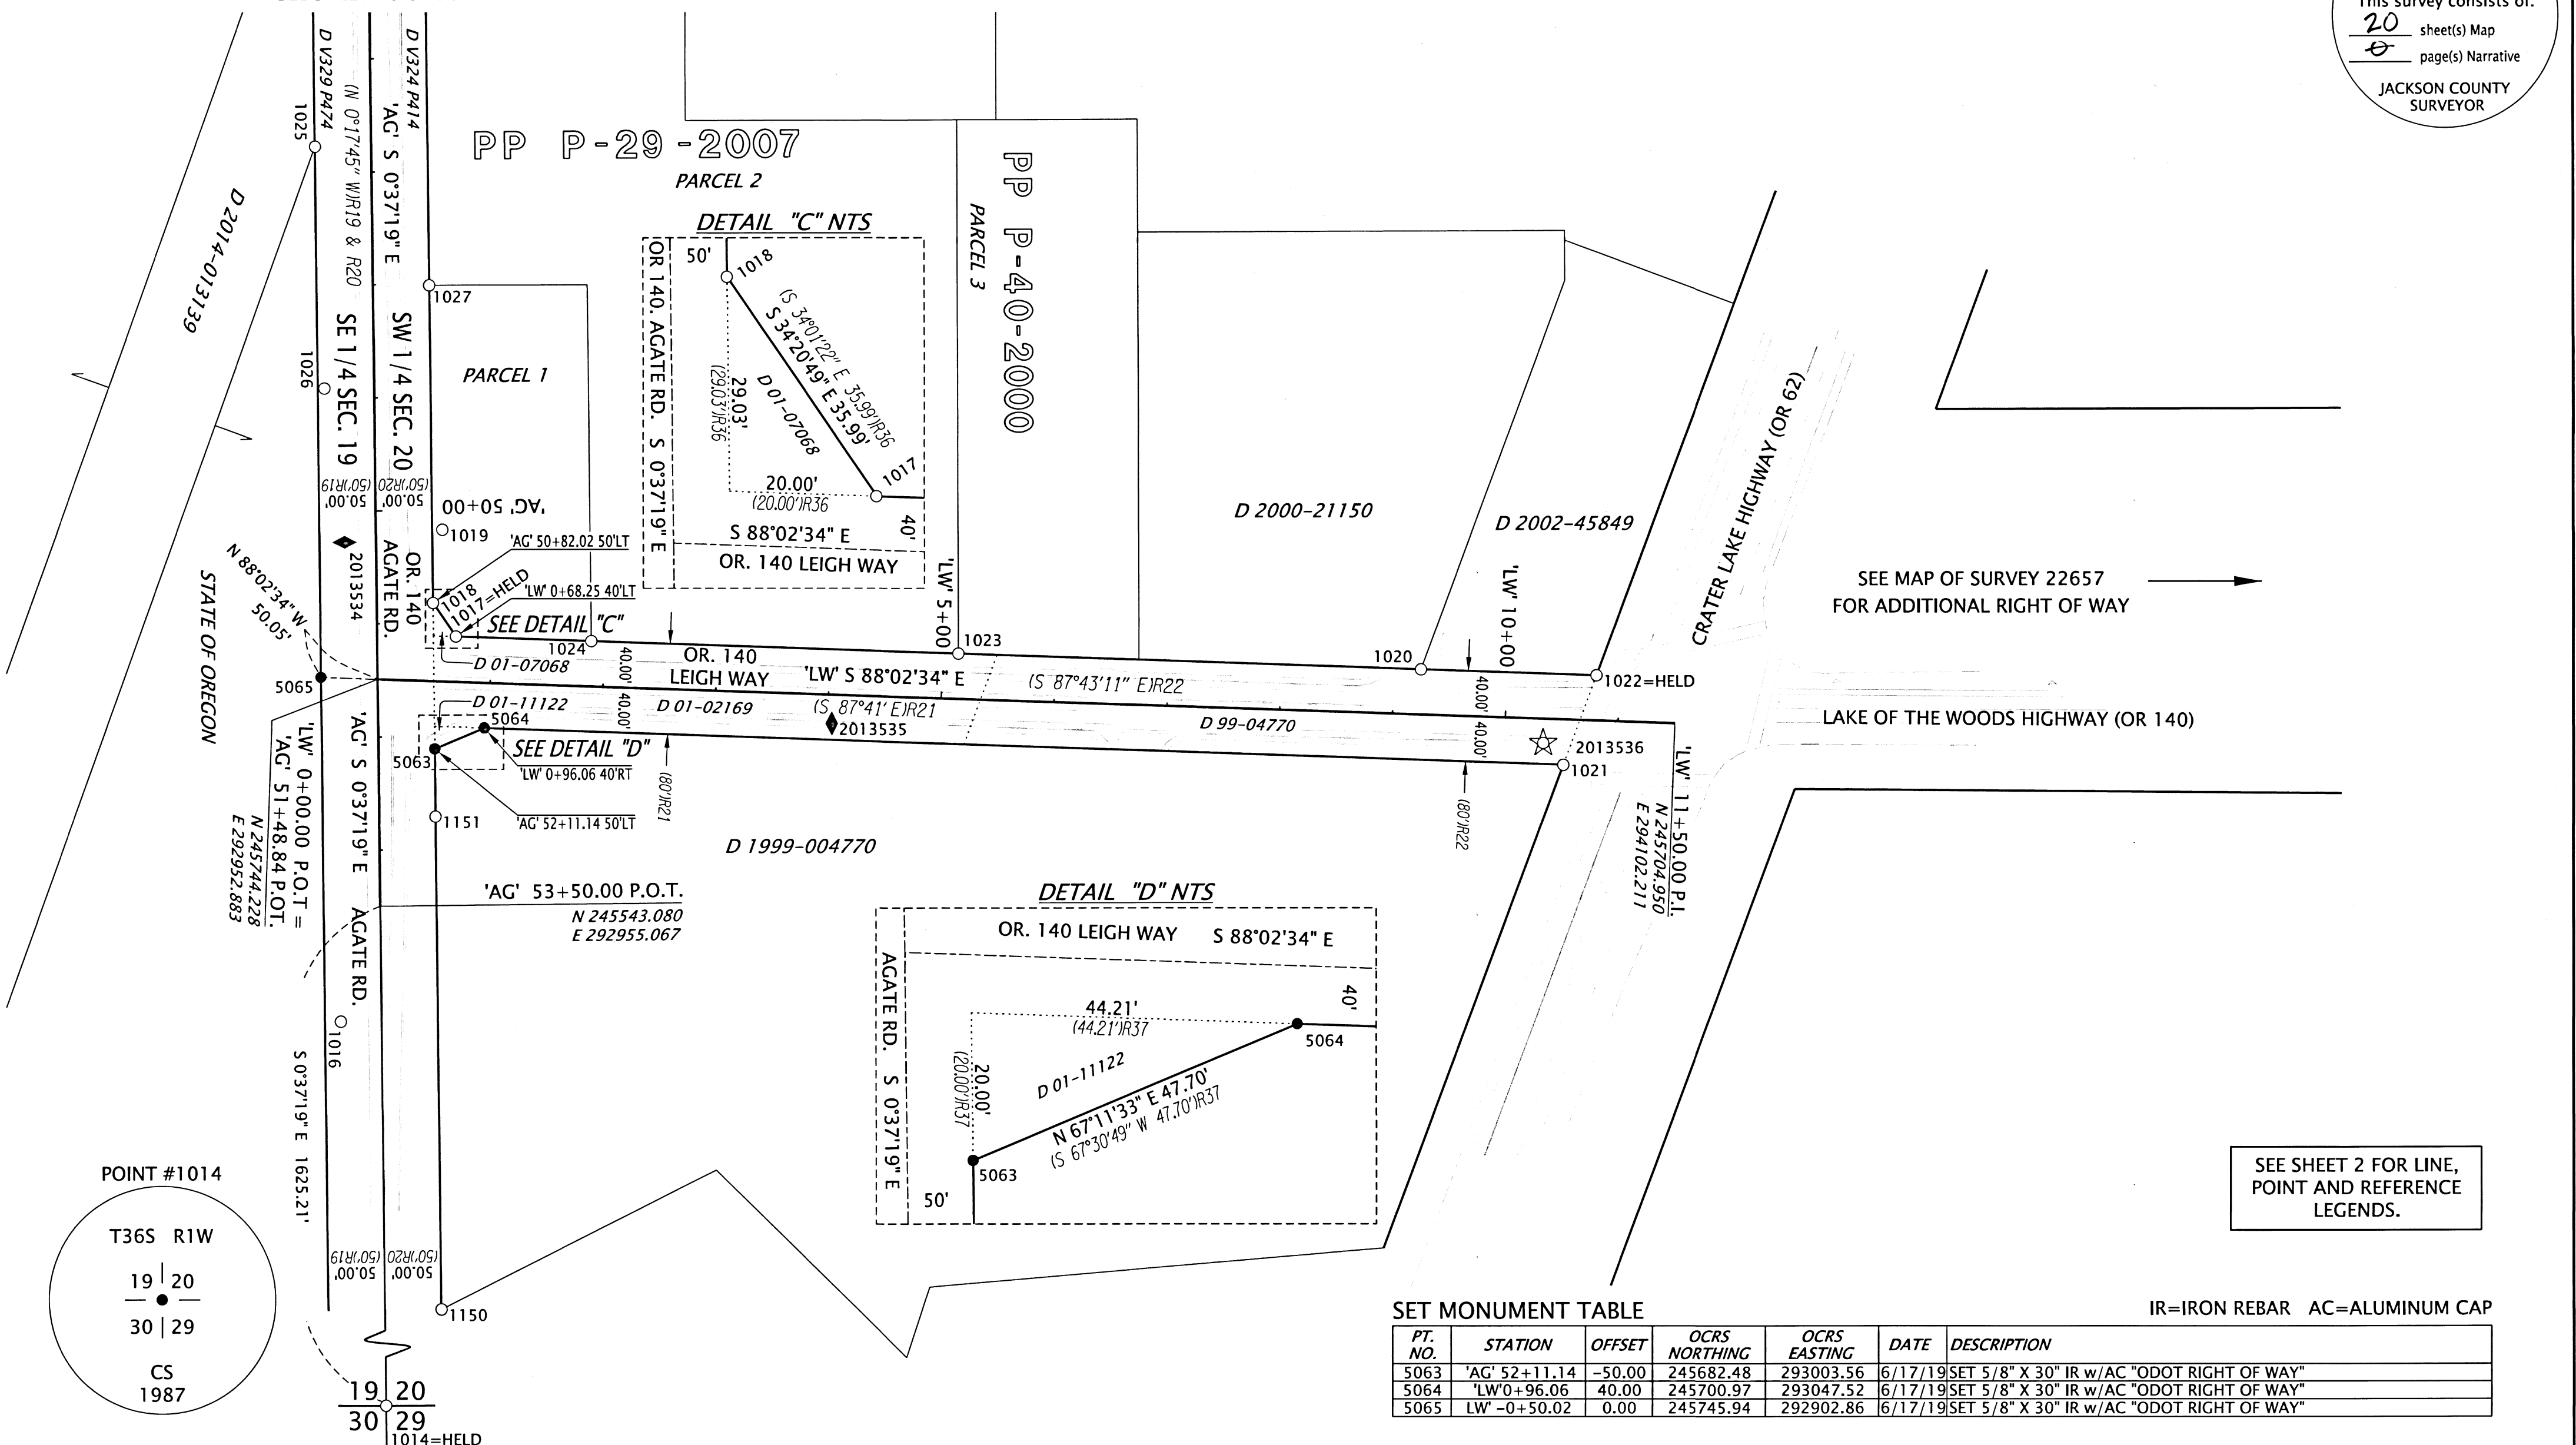 This survey consists of:
20 sheet(s) Map
0 page(s) Narrative
JACKSON COUNTY
SURVEYOR
D V329 P474
1025
(N 0°17'45" W)R19 & R20
'AG' S 0°37'19" E
D V324 P414
D 2014-013139
PP P-29-2007
PARCEL 2
PP P-40-2000
PARCEL 3
1027
PARCEL 1
1026
SE 1/4 SEC. 19
SW 1/4 SEC. 20
50.00'
(50')R19
50.00'
(50')R20
'AG' 50+00
1019
DETAIL "C" NTS
50'
1018
OR 140. AGATE RD. S 0°37'19" E
(S 34°01'22" E 35.99')R36
S 34°20'49" E 35.99'
D 01-07068
29.03'
(29.03')R36
20.00'
(20.00')R36
1017
40'
S 88°02'34" E
OR. 140 LEIGH WAY
D 2000-21150
D 2002-45849
CRATER LAKE HIGHWAY (OR 62)
SEE MAP OF SURVEY 22657
FOR ADDITIONAL RIGHT OF WAY
LAKE OF THE WOODS HIGHWAY (OR 140)
STATE OF OREGON
N 88°02'34" W
50.05'
2013534
OR. 140
AGATE RD.
'AG' 50+82.02 50'LT
1018
1017=HELD
'LW' 0+68.25 40'LT
SEE DETAIL "C"
D 01-07068
1024
40.00'
OR. 140
LEIGH WAY
'LW' S 88°02'34" E
'LW' 5+00
1023
(S 87°43'11" E)R22
1020
'LW' 10+00
40.00'
1022=HELD
5065
D 01-11122
5064
40.00'
D 01-02169
(S 87°41' E)R21
2013535
D 99-04770
40.00'
2013536
1021
5063
SEE DETAIL "D"
'LW' 0+96.06 40'RT
(80')R21
(80')R22
'LW' 11+50.00 P.I.
N 245704.950
E 294102.211
1151
'AG' 52+11.14 50'LT
D 1999-004770
'LW' 0+00.00 P.O.T =
'AG' 51+48.84 P.O.T.
N 245744.228
E 292952.883
'AG' S 0°37'19" E AGATE RD.
'AG' 53+50.00 P.O.T.
N 245543.080
E 292955.067
1016
S 0°37'19" E 1625.21'
DETAIL "D" NTS
OR. 140 LEIGH WAY S 88°02'34" E
AGATE RD. S 0°37'19" E
44.21'
(44.21')R37
40'
5064
20.00'
(20.00')R37
D 01-11122
N 67°11'33" E 47.70'
(S 67°30'49" W 47.70')R37
5063
50'
50.00'
(50')R19
50.00'
(50')R20
1150
POINT #1014
T36S R1W
19 20
30 29
CS
1987
19 20
30 29
1014=HELD
SEE SHEET 2 FOR LINE,
POINT AND REFERENCE
LEGENDS.
SET MONUMENT TABLE
IR=IRON REBAR AC=ALUMINUM CAP
PT. NO. STATION OFFSET OCRS NORTHING OCRS EASTING DATE DESCRIPTION
5063 'AG' 52+11.14 -50.00 245682.48 293003.56 6/17/19 SET 5/8" X 30" IR w/AC "ODOT RIGHT OF WAY"
5064 'LW'0+96.06 40.00 245700.97 293047.52 6/17/19 SET 5/8" X 30" IR w/AC "ODOT RIGHT OF WAY"
5065 LW' -0+50.02 0.00 245745.94 292902.86 6/17/19 SET 5/8" X 30" IR w/AC "ODOT RIGHT OF WAY"